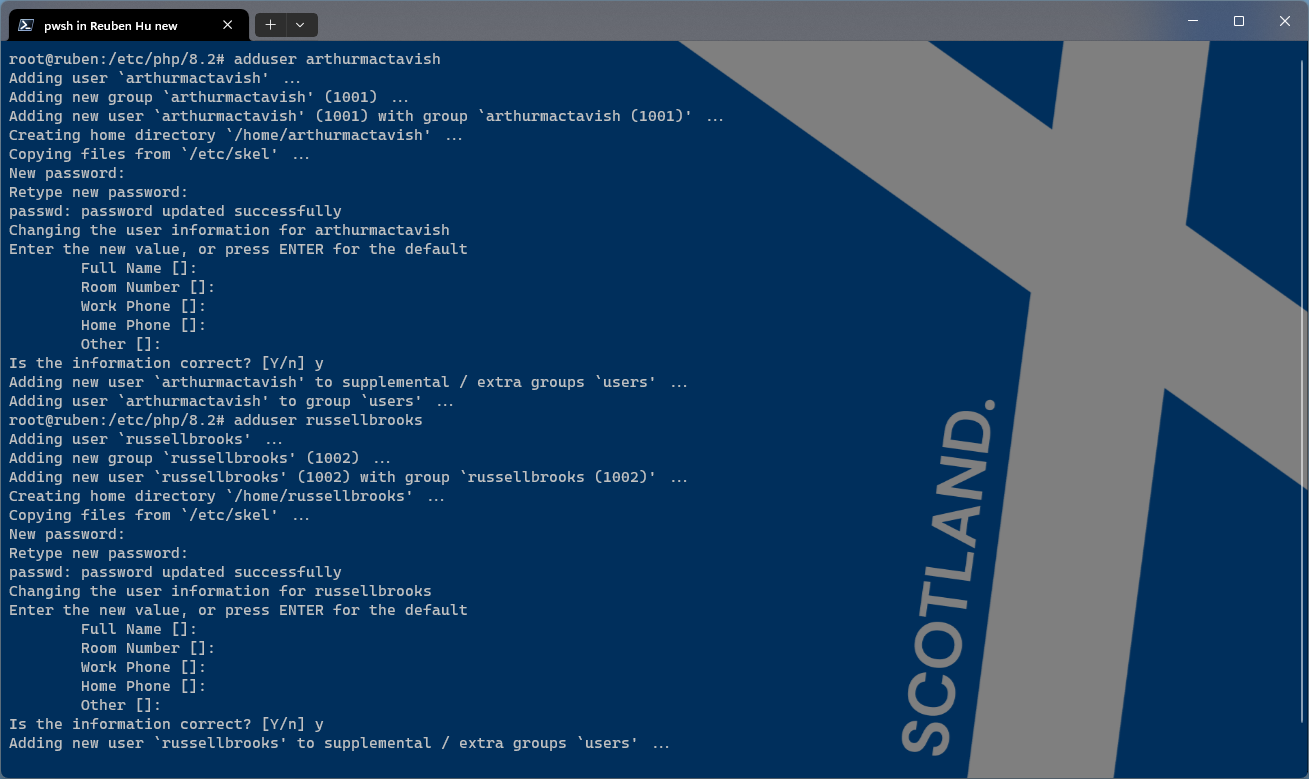 pwsh in Reuben Hu new
root@ruben:/etc/php/8.2# adduser arthurmactavish
Adding user `arthurmactavish' ...
Adding new group `arthurmactavish' (1001) ...
Adding new user `arthurmactavish' (1001) with group `arthurmactavish (1001)' ...
Creating home directory `/home/arthurmactavish' ...
Copying files from `/etc/skel' ...
New password:
Retype new password:
passwd: password updated successfully
Changing the user information for arthurmactavish
Enter the new value, or press ENTER for the default
        Full Name []:
        Room Number []:
        Work Phone []:
        Home Phone []:
        Other []:
Is the information correct? [Y/n] y
Adding new user `arthurmactavish' to supplemental / extra groups `users' ...
Adding user `arthurmactavish' to group `users' ...
root@ruben:/etc/php/8.2# adduser russellbrooks
Adding user `russellbrooks' ...
Adding new group `russellbrooks' (1002) ...
Adding new user `russellbrooks' (1002) with group `russellbrooks (1002)' ...
Creating home directory `/home/russellbrooks' ...
Copying files from `/etc/skel' ...
New password:
Retype new password:
passwd: password updated successfully
Changing the user information for russellbrooks
Enter the new value, or press ENTER for the default
        Full Name []:
        Room Number []:
        Work Phone []:
        Home Phone []:
        Other []:
Is the information correct? [Y/n] y
Adding new user `russellbrooks' to supplemental / extra groups `users' ...
SCOTLAND.